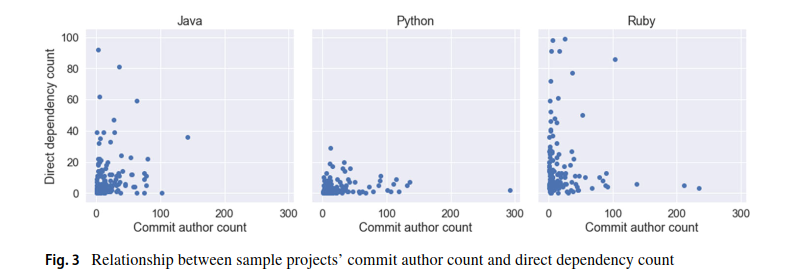 Java Python Ruby
Direct dependency count
100
80
60
40
20
0
0 100 200 300 0 100 200 300 0 100 200 300
Commit author count Commit author count Commit author count
Fig. 3 Relationship between sample projects' commit author count and direct dependency count